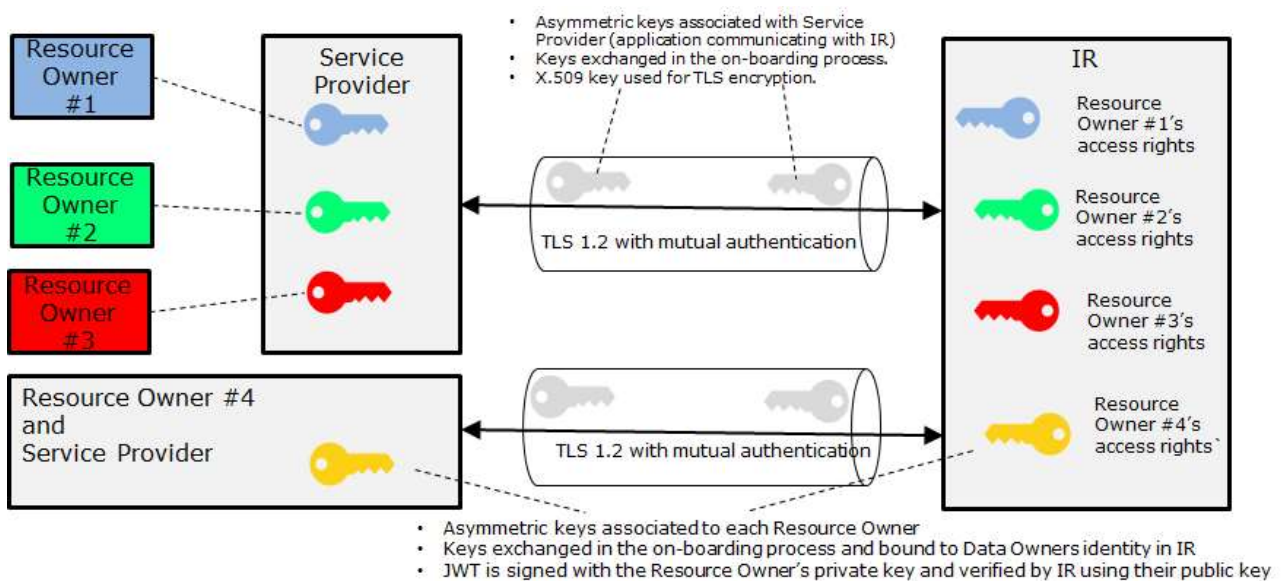 Resource
Owner
#1
Resource
Owner
#2
Resource
Owner
#3
Service
Provider
• Asymmetric keys associated with Service
Provider (application communicating with IR)
• Keys exchanged in the on-boarding process.
• X.509 key used for TLS encryption.
TLS 1.2 with mutual authentication
IR
Resource
Owner #1's
access rights
Resource
Owner #2's
access rights
Resource
Owner #3's
access rights
Resource
Owner #4's
access rights`
Resource Owner #4
and
Service Provider
TLS 1.2 with mutual authentication
• Asymmetric keys associated to each Resource Owner
• Keys exchanged in the on-boarding process and bound to Data Owners identity in IR
• JWT is signed with the Resource Owner's private key and verified by IR using their public key